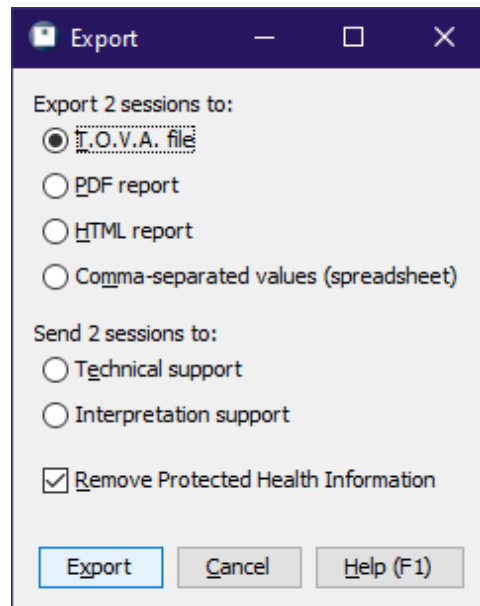 Export
Export 2 sessions to:
T.O.V.A. file
PDF report
HTML report
Comma-separated values (spreadsheet)
Send 2 sessions to:
Technical support
Interpretation support
Remove Protected Health Information
Export Cancel Help (F1)